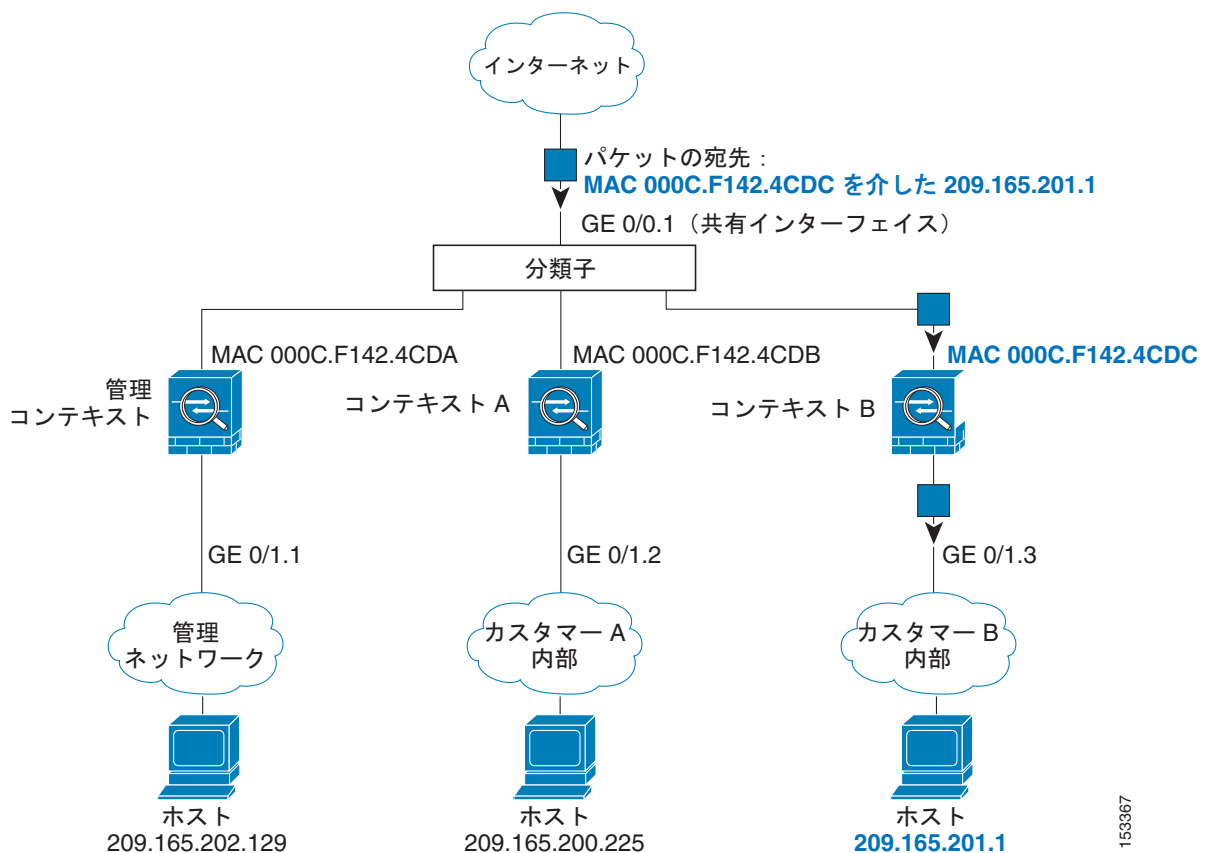 インターネット
パケットの宛先：
MAC 000C.F142.4CDC を介した 209.165.201.1
GE 0/0.1（共有インターフェイス）
分類子
MAC 000C.F142.4CDA
MAC 000C.F142.4CDB
MAC 000C.F142.4CDC
管理
コンテキスト
コンテキスト A
コンテキスト B
GE 0/1.1
GE 0/1.2
GE 0/1.3
管理
ネットワーク
カスタマー A
内部
カスタマー B
内部
ホスト
209.165.202.129
ホスト
209.165.200.225
ホスト
209.165.201.1
153367